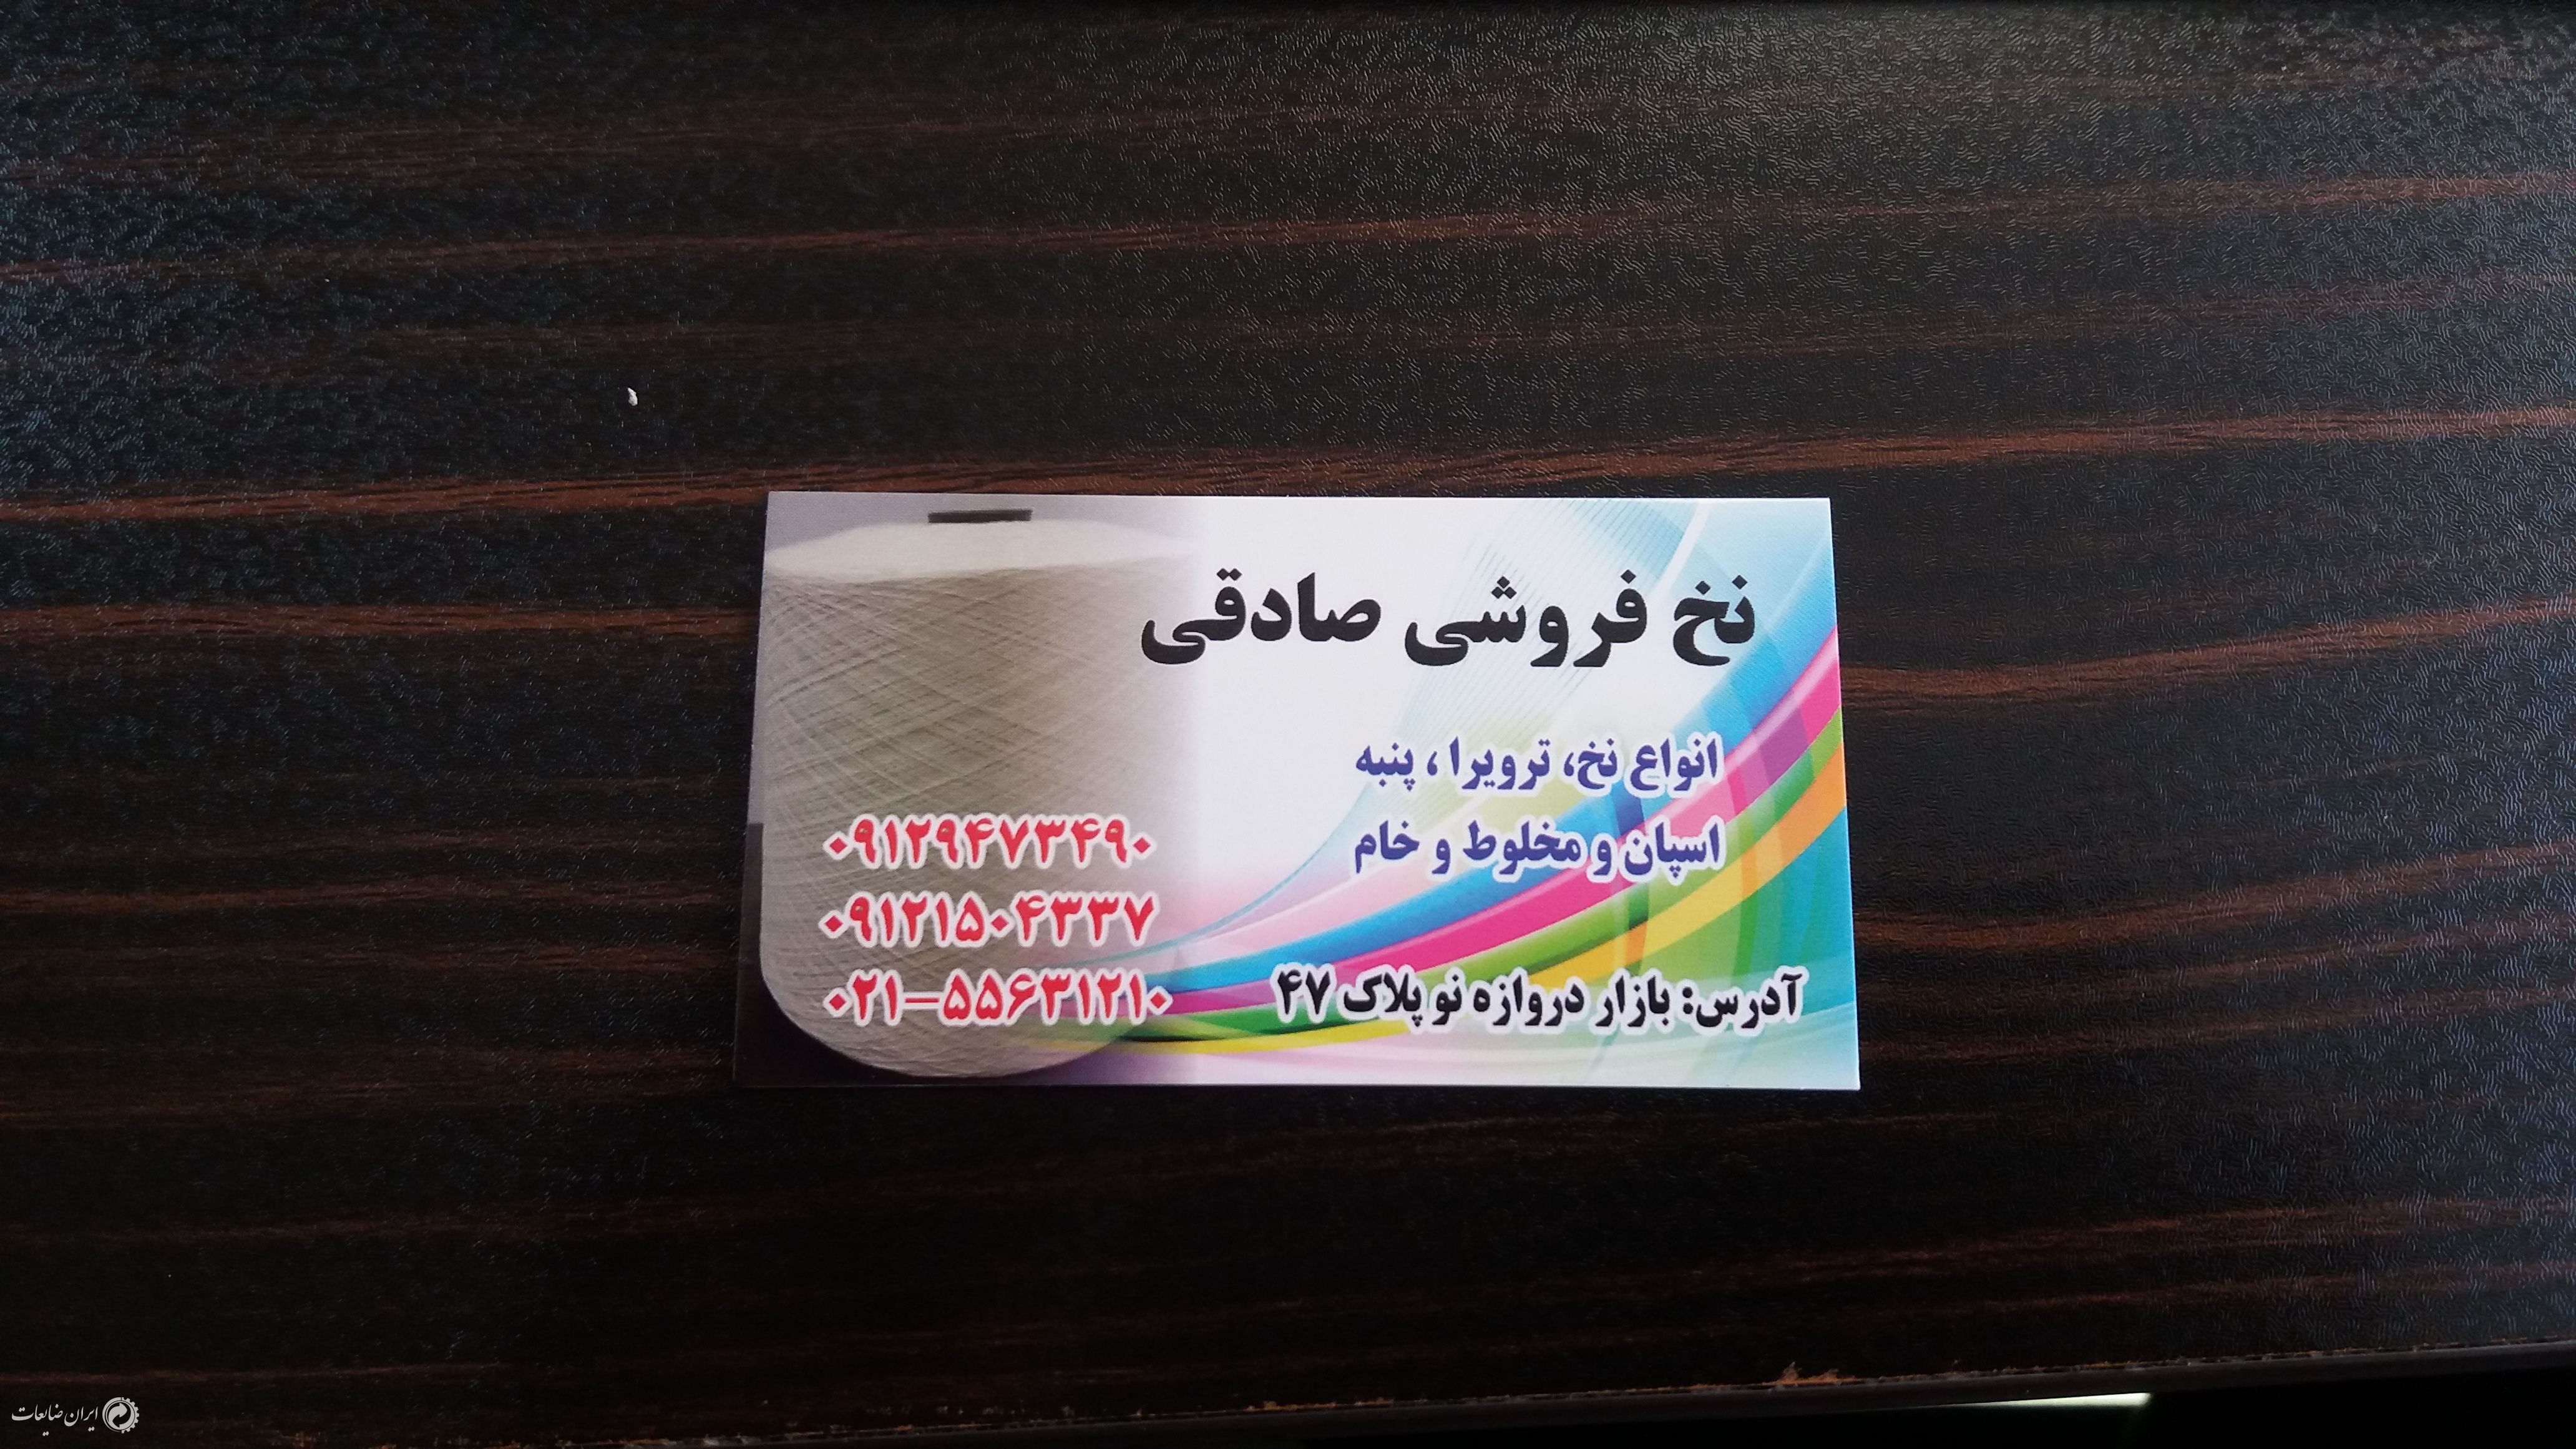 نخ فروشی صادقی
انواع نخ، ترویرا ، پنبه
اسپان و مخلوط و خام
۰۹۱۲۹۴۷۳۴۹۰
۰۹۱۲۱۵۰۴۳۳۷
۰۲۱-۵۵۶۳۱۲۱۰
آدرس: بازار دروازه نو پلاک ۴۷
ایران ضایعات